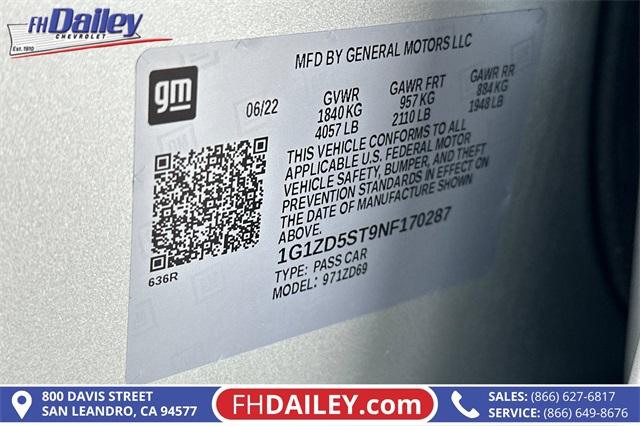 FH Dailey
CHEVROLET
Est. 1910
MFD BY GENERAL MOTORS LLC
gm
06/22
GVWR GAWR FRT GAWR RR
1840 KG 957 KG 884 KG
4057 LB 2110 LB 1948 LB
THIS VEHICLE CONFORMS TO ALL
APPLICABLE U.S. FEDERAL MOTOR
VEHICLE SAFETY, BUMPER, AND THEFT
PREVENTION STANDARDS IN EFFECT ON
THE DATE OF MANUFACTURE SHOWN
ABOVE.
1G1ZD5ST9NF170287
TYPE: PASS CAR
MODEL: 971ZD69
636R
800 DAVIS STREET
SAN LEANDRO, CA 94577
FHDAILEY.com
SALES: (866) 627-6817
SERVICE: (866) 649-8676